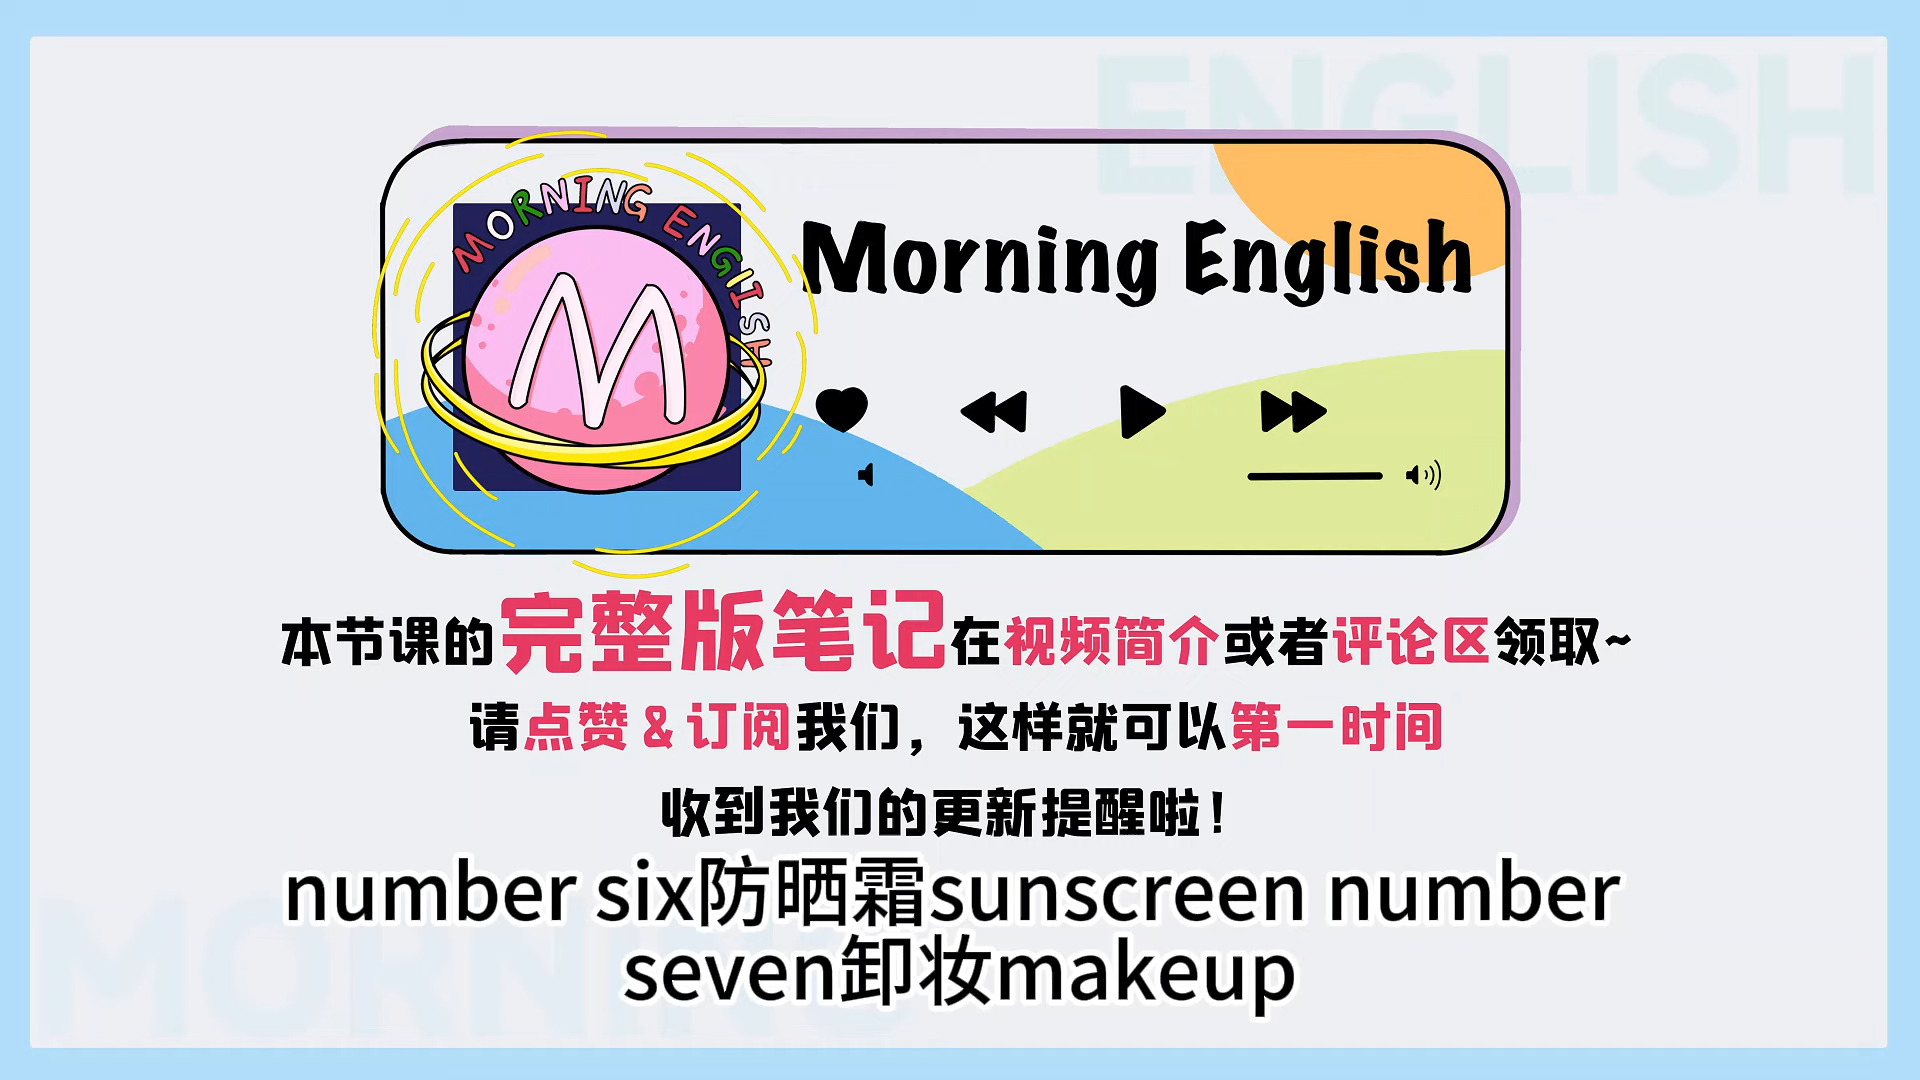 ENGLISH
MORNING ENGLISH
M
Morning English
本节课的完整版笔记在视频简介或者评论区领取~
请点赞&订阅我们，这样就可以第一时间
收到我们的更新提醒啦！
MORNING
number six防晒霜sunscreen number
seven卸妆makeup